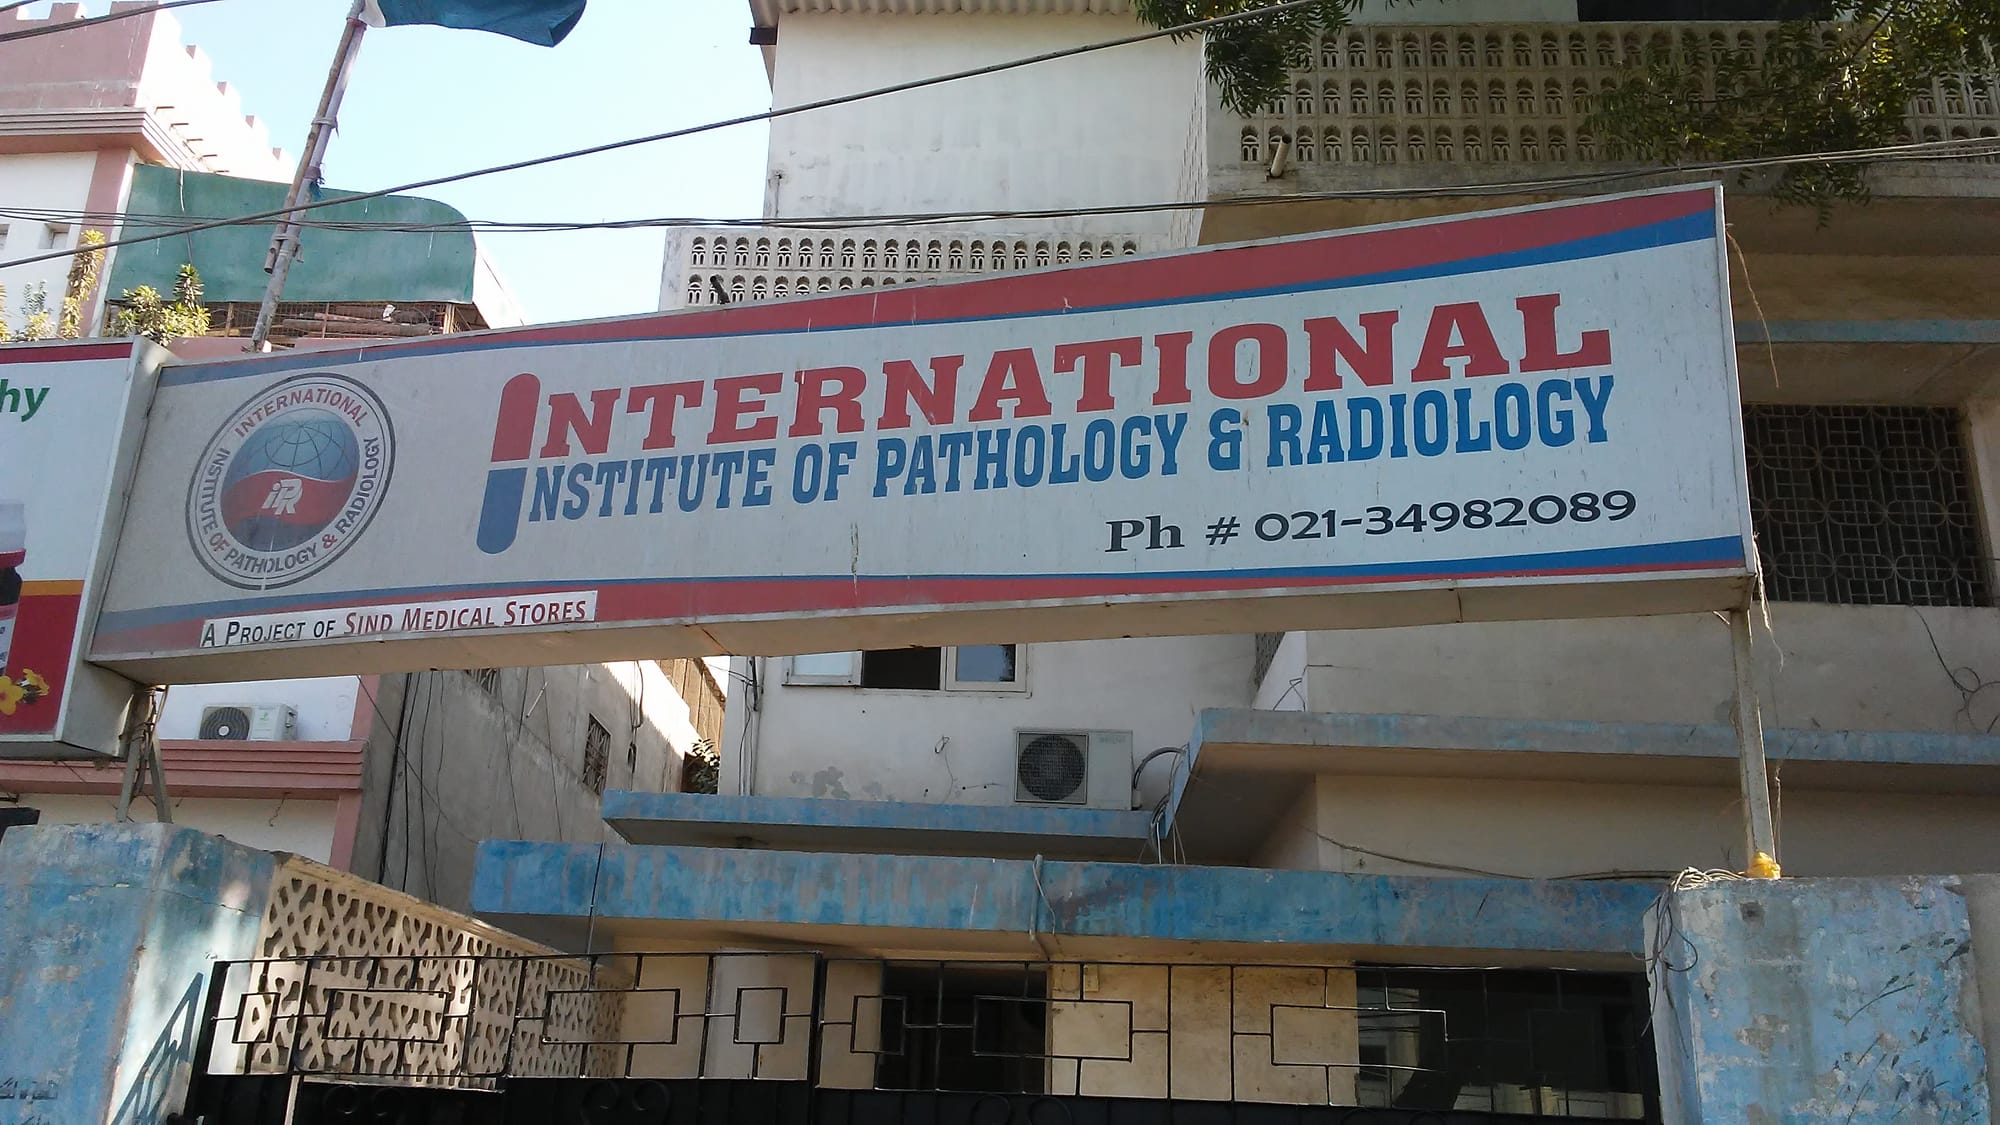 hy
INTERNATIONAL
INSTITUTE OF PATHOLOGY & RADIOLOGY
iPR
INTERNATIONAL
INSTITUTE OF PATHOLOGY & RADIOLOGY
Ph # 021-34982089
A PROJECT OF SIND MEDICAL STORES